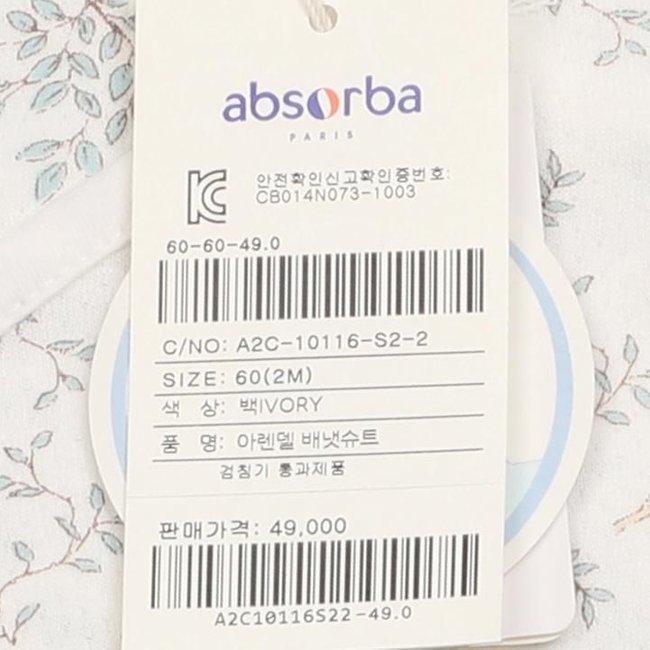 absorba
PARIS
안전확인신고확인증번호:
CB014N073-1003
60-60-49.0
C/NO: A2C-10116-S2-2
SIZE: 60(2M)
색 상: 백IVORY
품 명: 아렌델 배냇슈트
검침기 통과제품
판매가격: 49,000
A2C10116S22-49.0